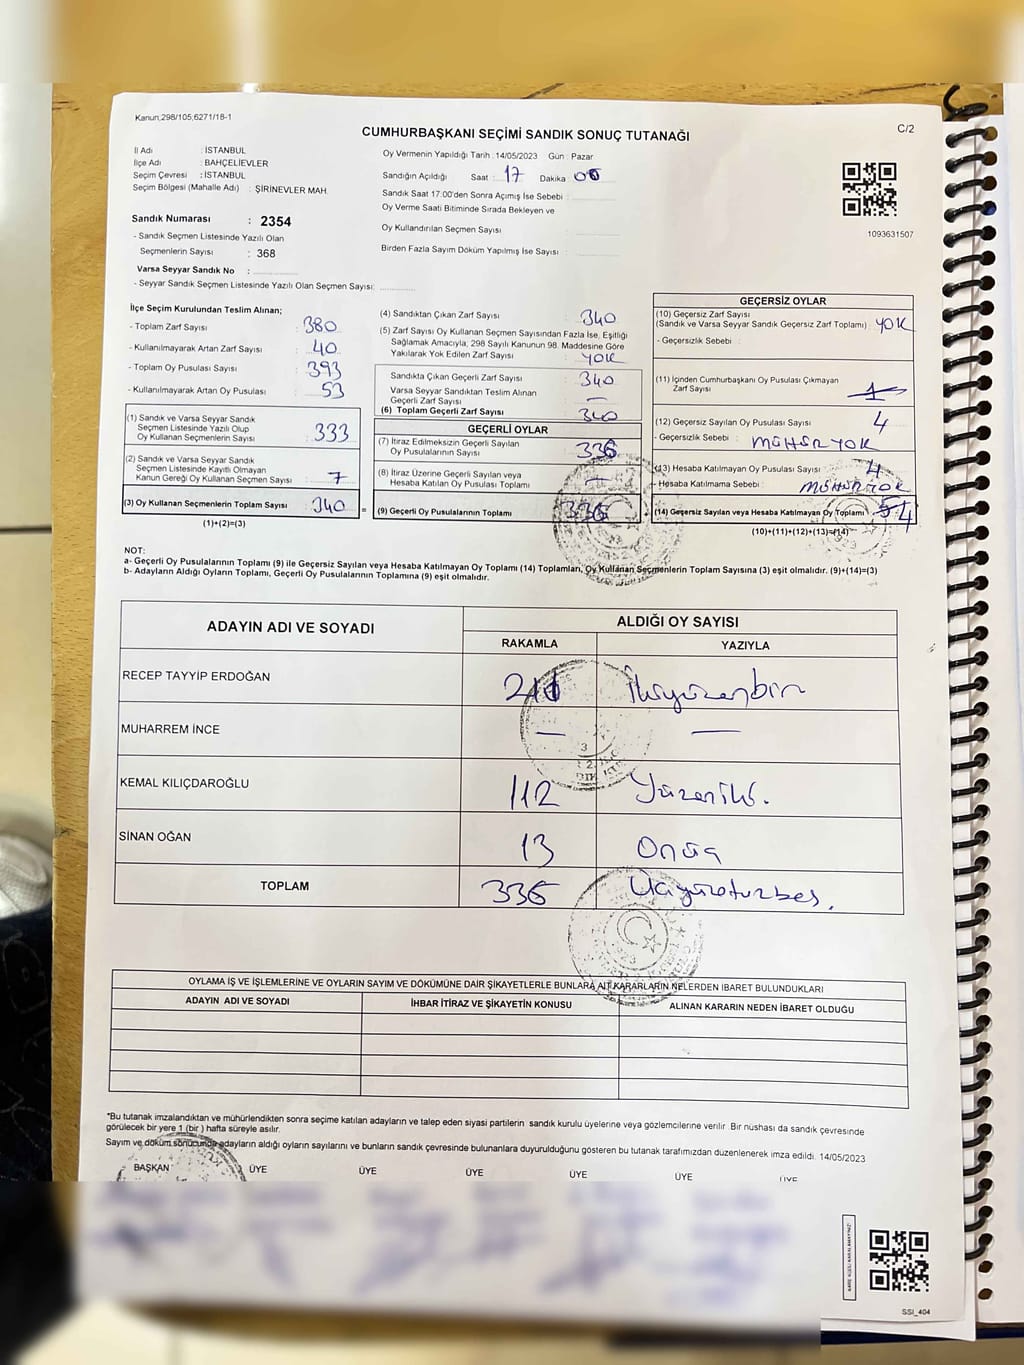 Kanun,298/105;6271/18-1
C/2
CUMHURBAŞKANI SEÇİMİ SANDIK SONUÇ TUTANAĞI
İl Adı : İSTANBUL
İlçe Adı : BAHÇELİEVLER
Seçim Çevresi : İSTANBUL
Seçim Bölgesi (Mahalle Adı) : ŞİRİNEVLER MAH.
Sandık Numarası : 2354
- Sandık Seçmen Listesinde Yazılı Olan
Seçmenlerin Sayısı : 368
Varsa Seyyar Sandık No :
- Seyyar Sandık Seçmen Listesinde Yazılı Olan Seçmen Sayısı:
Oy Vermenin Yapıldığı Tarih : 14/05/2023 Gün : Pazar
Sandığın Açıldığı Saat : 17 Dakika 00
Sandık Saat 17:00'den Sonra Açımış İse Sebebi :
Oy Verme Saati Bitiminde Sırada Bekleyen ve
Oy Kullandırılan Seçmen Sayısı :
Birden Fazla Sayım Döküm Yapılmış İse Sayısı :
1093631507
İlçe Seçim Kurulundan Teslim Alınan;
- Toplam Zarf Sayısı : 380
- Kullanılmayarak Artan Zarf Sayısı : 40
- Toplam Oy Pusulası Sayısı : 393
- Kullanılmayarak Artan Oy Pusulası : 53
(1) Sandık ve Varsa Seyyar Sandık
Seçmen Listesinde Yazılı Olup
Oy Kullanan Seçmenlerin Sayısı : 333
(2) Sandık ve Varsa Seyyar Sandık
Seçmen Listesinde Kayıtlı Olmayan
Kanun Gereği Oy Kullanan Seçmen Sayısı : 7
(3) Oy Kullanan Seçmenlerin Toplam Sayısı : 340 =
(1)+(2)=(3)
(4) Sandıktan Çıkan Zarf Sayısı : 340
(5) Zarf Sayısı Oy Kullanan Seçmen Sayısından Fazla İse, Eşitliği
Sağlamak Amacıyla, 298 Sayılı Kanunun 98. Maddesine Göre
Yakılarak Yok Edilen Zarf Sayısı : YOK
Sandıkta Çıkan Geçerli Zarf Sayısı : 340
Varsa Seyyar Sandıktan Teslim Alınan
Geçerli Zarf Sayısı : —
(6) Toplam Geçerli Zarf Sayısı : 340
GEÇERLİ OYLAR
(7) İtiraz Edilmeksizin Geçerli Sayılan
Oy Pusulalarının Sayısı : 336
(8) İtiraz Üzerine Geçerli Sayılan veya
Hesaba Katılan Oy Pusulası Toplamı : —
(9) Geçerli Oy Pusulalarının Toplamı : 336
GEÇERSİZ OYLAR
(10) Geçersiz Zarf Sayısı
(Sandık ve Varsa Seyyar Sandık Geçersiz Zarf Toplamı) : YOK
- Geçersizlik Sebebi :
(11) İçinden Cumhurbaşkanı Oy Pusulası Çıkmayan
Zarf Sayısı :
(12) Geçersiz Sayılan Oy Pusulası Sayısı : 4
- Geçersizlik Sebebi : MÜHÜR YOK
(13) Hesaba Katılmayan Oy Pusulası Sayısı : 4
- Hesaba Katılmama Sebebi : MÜHÜR YOK
(14) Geçersiz Sayılan veya Hesaba Katılmayan Oy Toplamı : 4
(10)+(11)+(12)+(13)=(14)
NOT:
a- Geçerli Oy Pusulalarının Toplamı (9) ile Geçersiz Sayılan veya Hesaba Katılmayan Oy Toplamı (14) Toplamları, Oy Kullanan Seçmenlerin Toplam Sayısına (3) eşit olmalıdır. (9)+(14)=(3)
b- Adayların Aldığı Oyların Toplamı, Geçerli Oy Pusulalarının Toplamına (9) eşit olmalıdır.
ADAYIN ADI VE SOYADI ALDIĞI OY SAYISI
RAKAMLA YAZIYLA
RECEP TAYYİP ERDOĞAN 211 İkiyüzonbir
MUHARREM İNCE — —
KEMAL KILIÇDAROĞLU 112 Yüzoniki.
SİNAN OĞAN 13 Onüç
TOPLAM 336
OYLAMA İŞ VE İŞLEMLERİNE VE OYLARIN SAYIM VE DÖKÜMÜNE DAİR ŞİKAYETLERLE BUNLARA AİT KARARLARIN NELERDEN İBARET BULUNDUKLARI
ADAYIN ADI VE SOYADI İHBAR İTİRAZ VE ŞİKAYETİN KONUSU ALINAN KARARIN NEDEN İBARET OLDUĞU
*Bu tutanak imzalandıktan ve mühürlendikten sonra seçime katılan adayların ve talep eden siyasi partilerin sandık kurulu üyelerine veya gözlemcilerine verilir. Bir nüshası da sandık çevresinde
görülecek bir yere 1 (bir) hafta süreyle asılır.
Sayım ve döküm sonucunda adayların aldığı oyların sayılarını ve bunların sandık çevresinde bulunanlara duyurulduğunu gösteren bu tutanak tarafımızdan düzenlenerek imza edildi. 14/05/2023
BAŞKAN ÜYE ÜYE ÜYE ÜYE ÜYE ÜYE
SSI_404